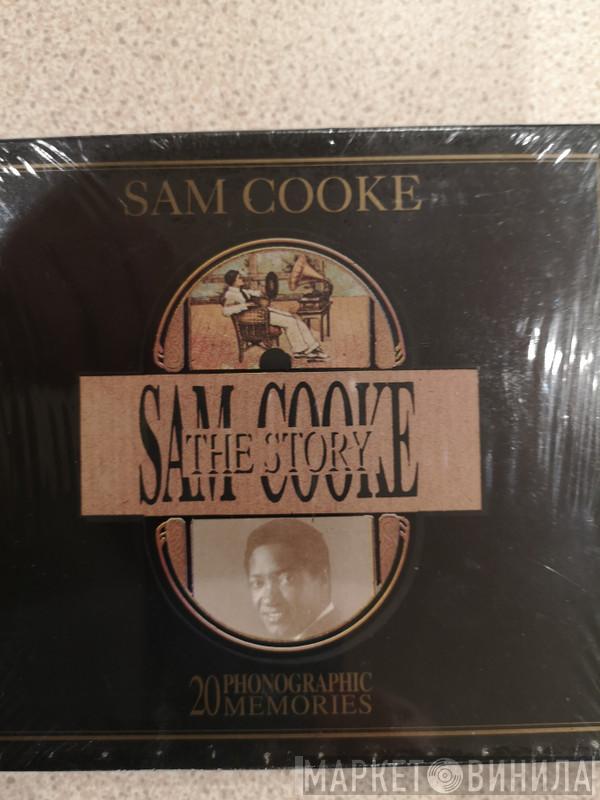 SAM COOKE
SAM COOKE
THE STORY
20 PHONOGRAPHIC
MEMORIES
МАРКЕТ ВИНИЛА